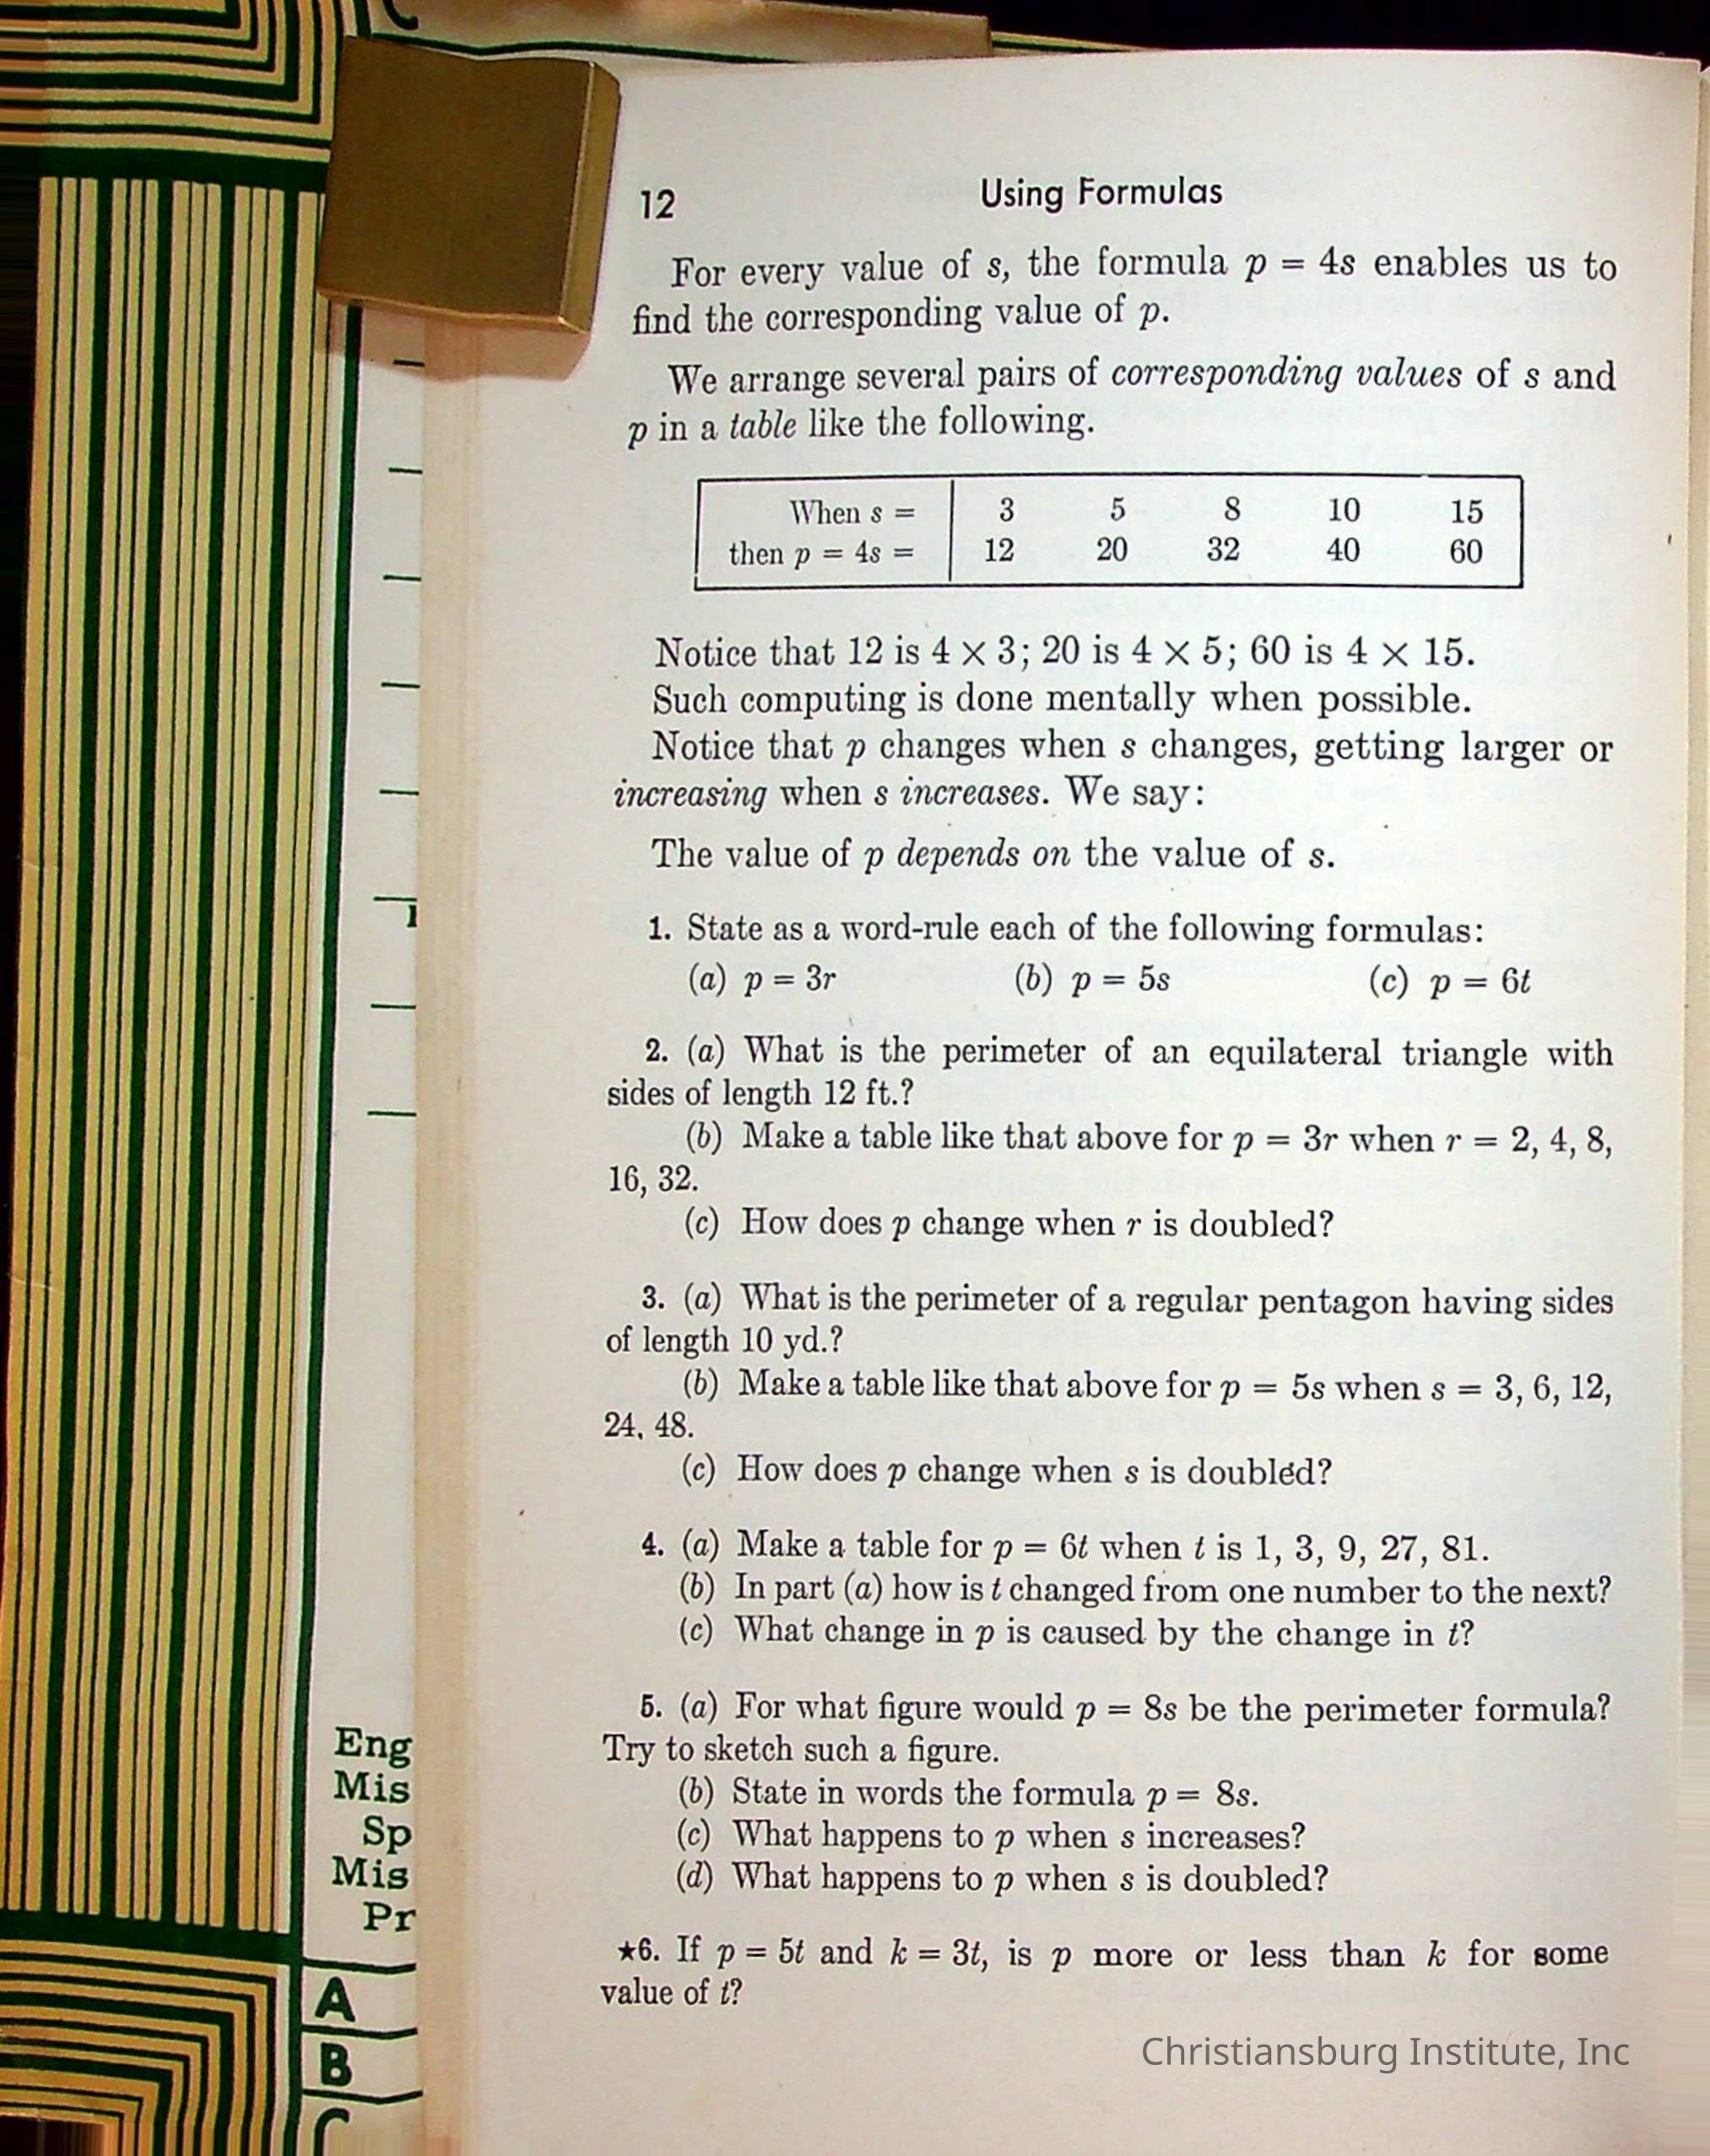 12
Using Formulas
For every value of s, the formula p = 4s enables us to
find the corresponding value of p.
We arrange several pairs of corresponding values of s and
p in a table like the following.
When s = 3 5 8 10 15
then p = 4s = 12 20 32 40 60
Notice that 12 is 4 × 3; 20 is 4 × 5; 60 is 4 × 15.
Such computing is done mentally when possible.
Notice that p changes when s changes, getting larger or
increasing when s increases. We say:
The value of p depends on the value of s.
1. State as a word-rule each of the following formulas:
(a) p = 3r (b) p = 5s (c) p = 6t
2. (a) What is the perimeter of an equilateral triangle with
sides of length 12 ft.?
(b) Make a table like that above for p = 3r when r = 2, 4, 8,
16, 32.
(c) How does p change when r is doubled?
3. (a) What is the perimeter of a regular pentagon having sides
of length 10 yd.?
(b) Make a table like that above for p = 5s when s = 3, 6, 12,
24, 48.
(c) How does p change when s is doubled?
4. (a) Make a table for p = 6t when t is 1, 3, 9, 27, 81.
(b) In part (a) how is t changed from one number to the next?
(c) What change in p is caused by the change in t?
5. (a) For what figure would p = 8s be the perimeter formula?
Try to sketch such a figure.
(b) State in words the formula p = 8s.
(c) What happens to p when s increases?
(d) What happens to p when s is doubled?
★6. If p = 5t and k = 3t, is p more or less than k for some
value of t?
Eng
Mis
Sp
Mis
Pr
A
B
C
Christiansburg Institute, Inc